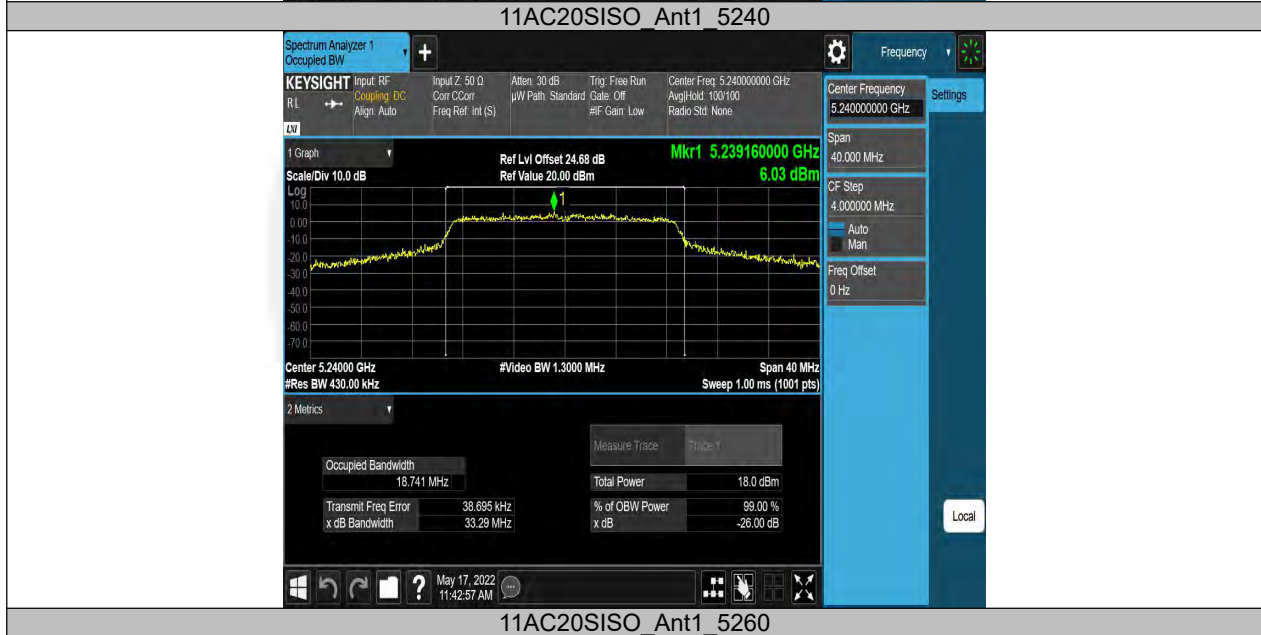 11AC20SISO_Ant1_5240
Spectrum Analyzer 1
Occupied BW
+
Frequency
KEYSIGHT
RL
LXI
Input: RF
Coupling: DC
Align: Auto
Input Z: 50 Ω
Corr CCorr
Freq Ref: Int (S)
Atten: 30 dB
µW Path: Standard
Trig: Free Run
Gate: Off
#IF Gain: Low
Center Freq: 5.240000000 GHz
Avg|Hold: 100/100
Radio Std: None
Center Frequency
5.240000000 GHz
Settings
Span
40.000 MHz
CF Step
4.000000 MHz
Auto
Man
Freq Offset
0 Hz
Local
1 Graph
Scale/Div 10.0 dB
Ref Lvl Offset 24.68 dB
Ref Value 20.00 dBm
Mkr1 5.239160000 GHz
6.03 dBm
Log
10.0
0.00
-10.0
-20.0
-30.0
-40.0
-50.0
-60.0
-70.0
1
Center 5.24000 GHz
#Res BW 430.00 kHz
#Video BW 1.3000 MHz
Span 40 MHz
Sweep 1.00 ms (1001 pts)
2 Metrics
Measure Trace
Trace 1
Occupied Bandwidth
18.741 MHz
Total Power
18.0 dBm
Transmit Freq Error
38.695 kHz
% of OBW Power
99.00 %
x dB Bandwidth
33.29 MHz
x dB
-26.00 dB
?
May 17, 2022
11:42:57 AM
11AC20SISO_Ant1_5260